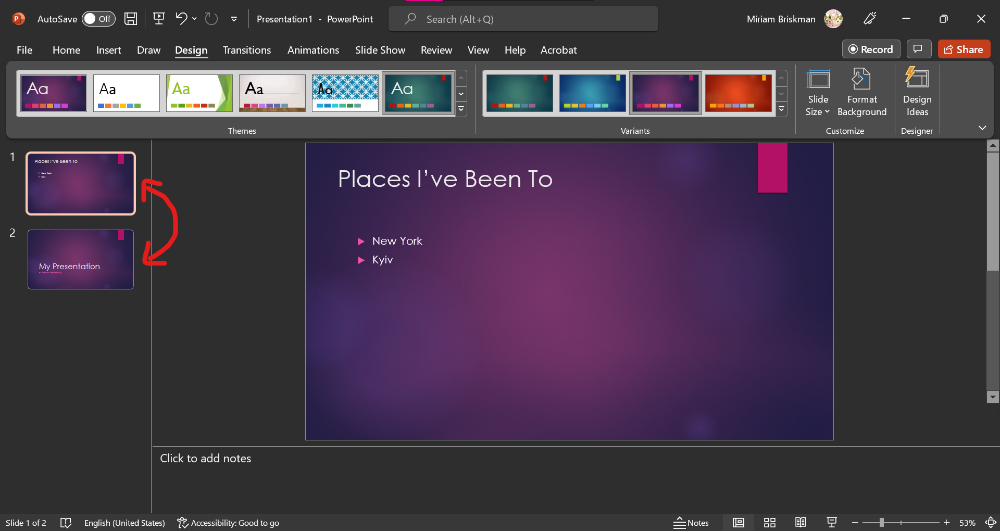 AutoSave Off Presentation1 - PowerPoint Search (Alt+Q) Miriam Briskman
File Home Insert Draw Design Transitions Animations Slide Show Review View Help Acrobat Record Share
Aa Aa Aa Aa Aa Aa
Slide Size Format Background Design Ideas
Themes Variants Customize Designer
1
Places I've Been To
New York
Kyiv
2
My Presentation
BY MIRIAM BRISKMAN
Places I’ve Been To
New York
Kyiv
Click to add notes
Slide 1 of 2 English (United States) Accessibility: Good to go Notes 53%